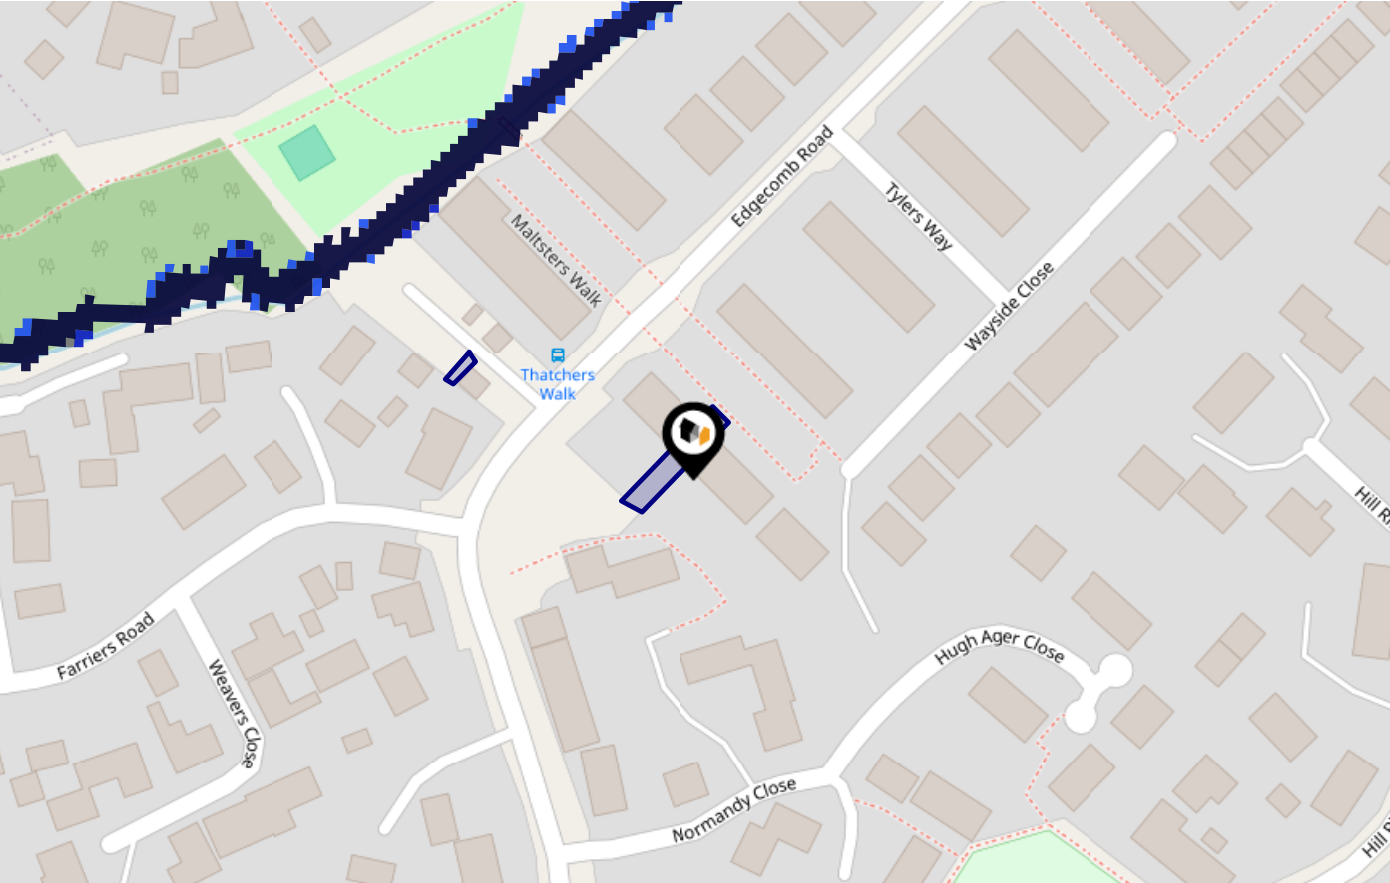 Edgecomb Road
Tylers Way
Maltsters Walk
Wayside Close
Thatchers
Walk
Hill Ri
Farriers Road
Weavers Close
Hugh Ager Close
Normandy Close
Hill R